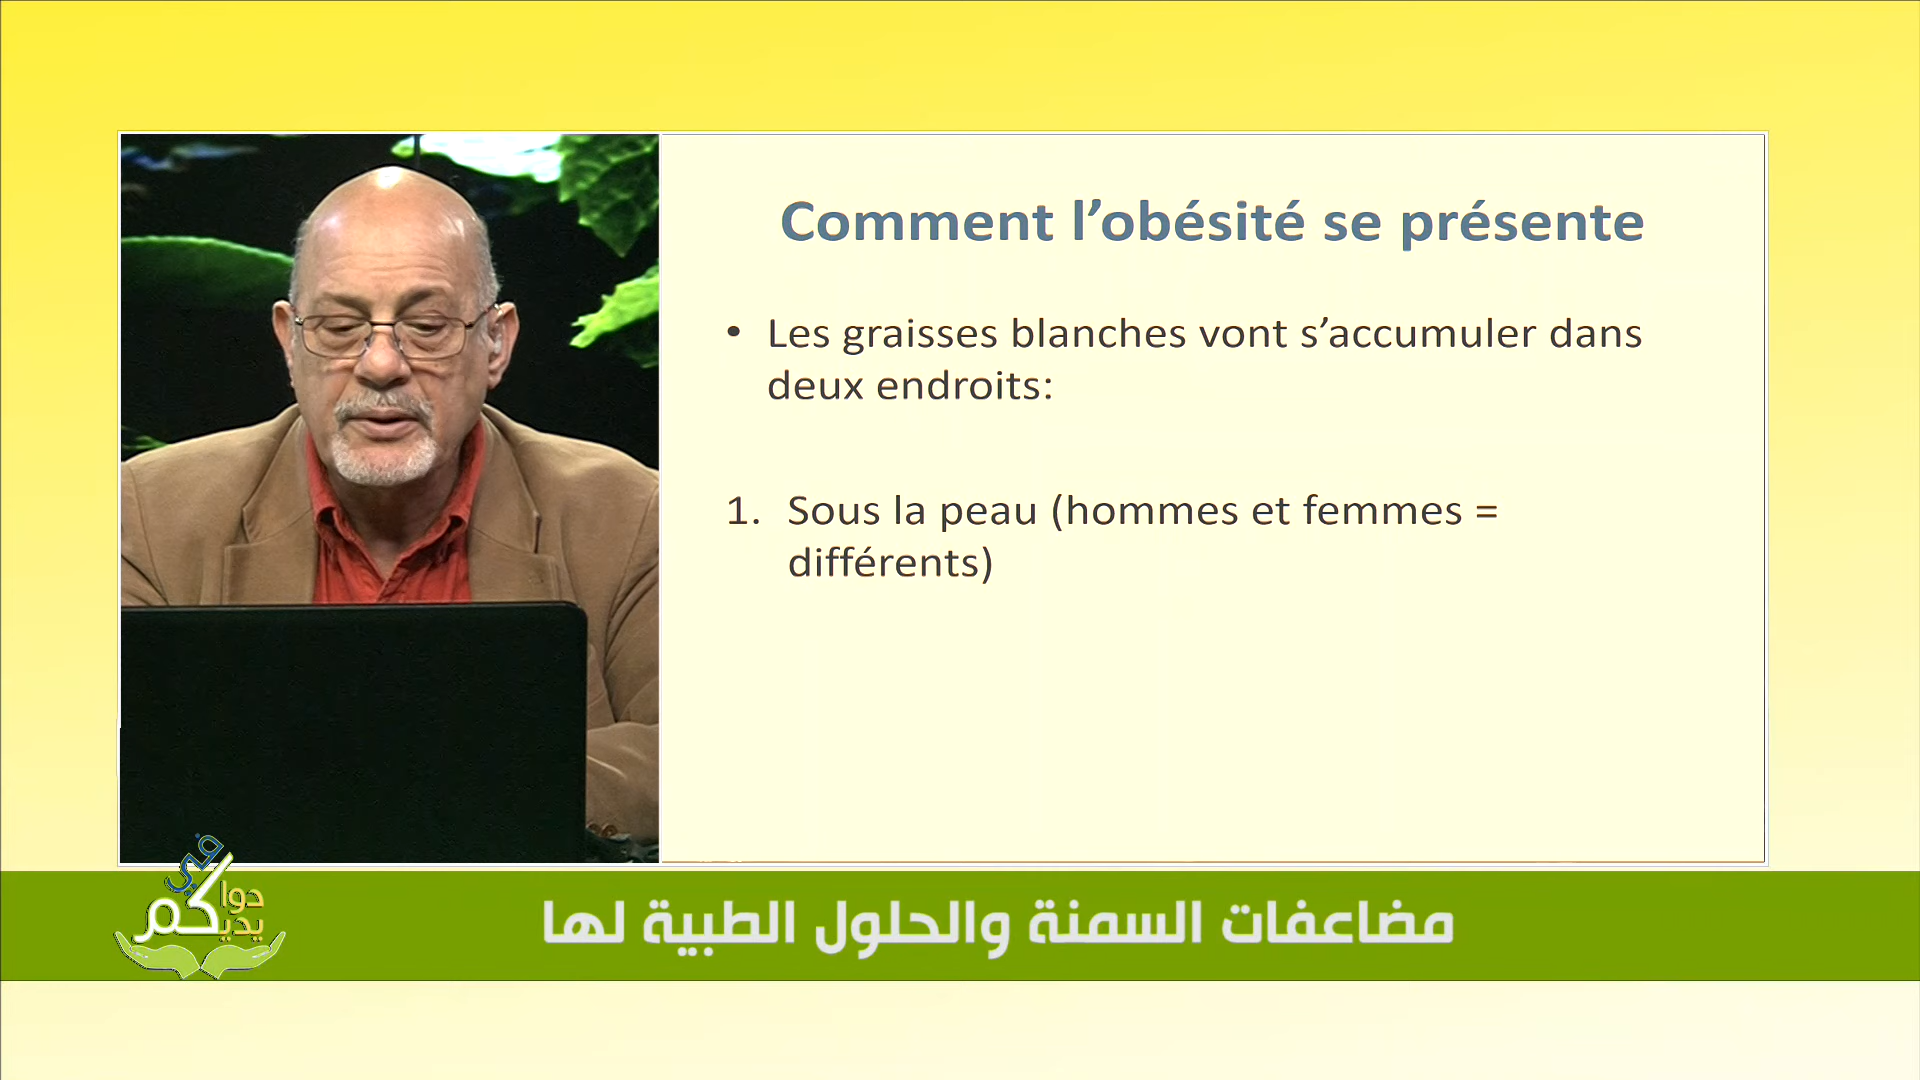 Comment l’obésité se présente
• Les graisses blanches vont s’accumuler dans
deux endroits:
1. Sous la peau (hommes et femmes =
différents)
دوا في
يديكم
مضاعفات السمنة والحلول الطبية لها